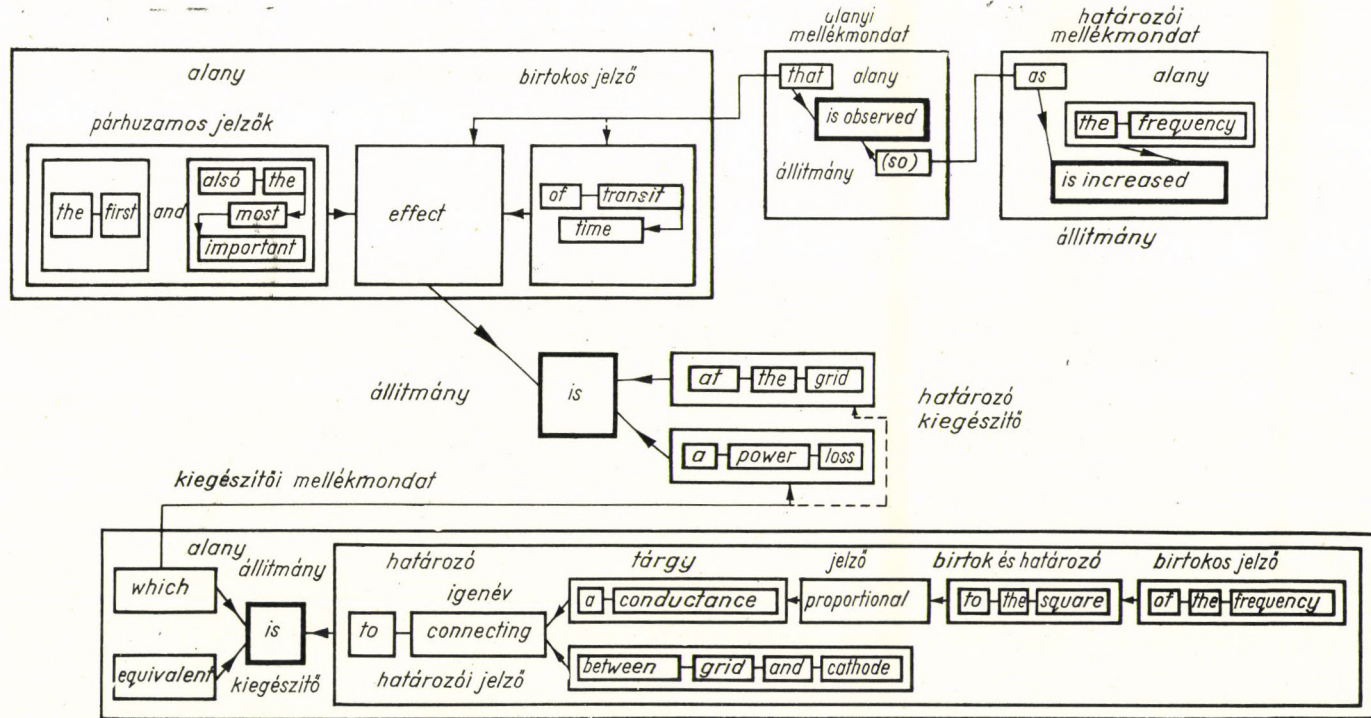 alany
birtokos jelző
párhuzamos jelzők
the first and alsó the
most
important
effect
of transit
time
ulanyi
mellékmondat
that alany
is observed
(so)
állítmány
határozói
mellékmondat
as alany
the frequency
is increased
állítmány
állítmány
is
at the grid
a power loss
határozó
kiegészítő
kiegészítői mellékmondat
alany
állítmány
which
is
equivalent
kiegészítő
határozó
igenév
to connecting
határozói jelző
tárgy
a conductance
between grid and cathode
jelző
proportional
birtok és határozó
to the square
birtokos jelző
of the frequency